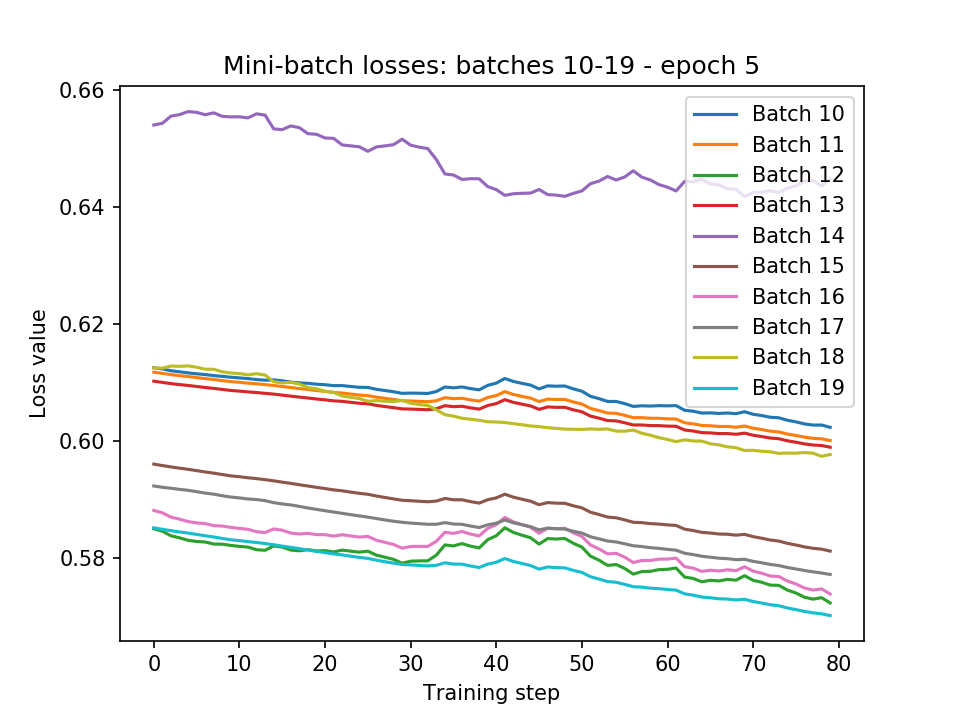 Mini-batch losses: batches 10-19 - epoch 5
0.66
0.64
0.62
0.60
0.58
Loss value
Batch 10
Batch 11
Batch 12
Batch 13
Batch 14
Batch 15
Batch 16
Batch 17
Batch 18
Batch 19
0 10 20 30 40 50 60 70 80
Training step